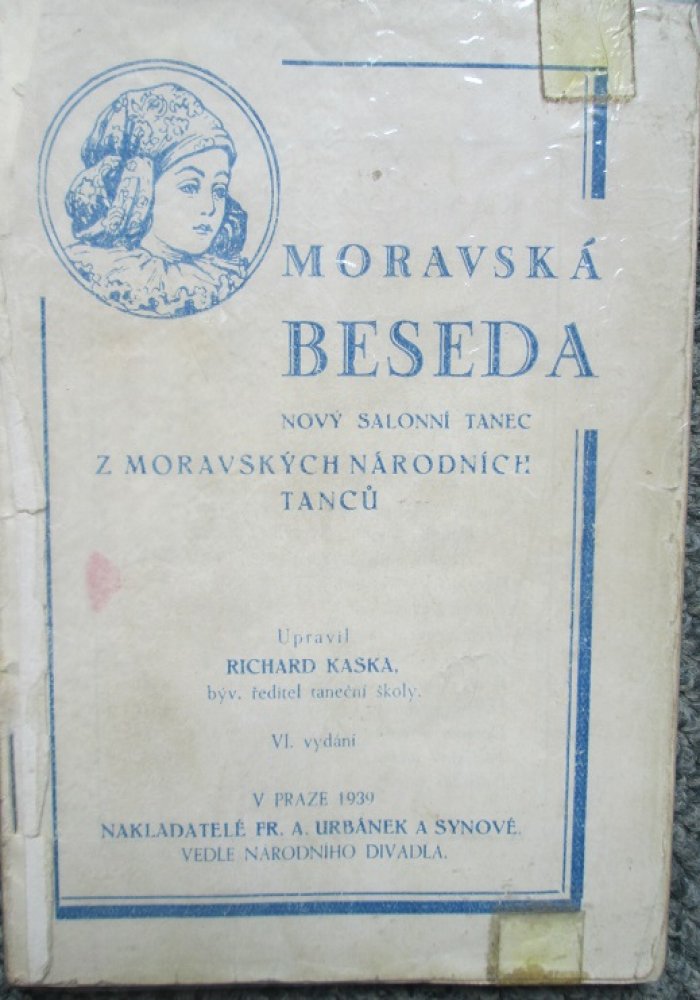 MORAVSKÁ
BESEDA
NOVÝ SALONNÍ TANEC
Z MORAVSKÝCH NÁRODNÍCH
TANCŮ
Upravil
RICHARD KASKA,
býv. ředitel taneční školy.
VI. vydání
V PRAZE 1939
NAKLADATELÉ FR. A. URBÁNEK A SYNOVÉ,
VEDLE NÁRODNÍHO DIVADLA.